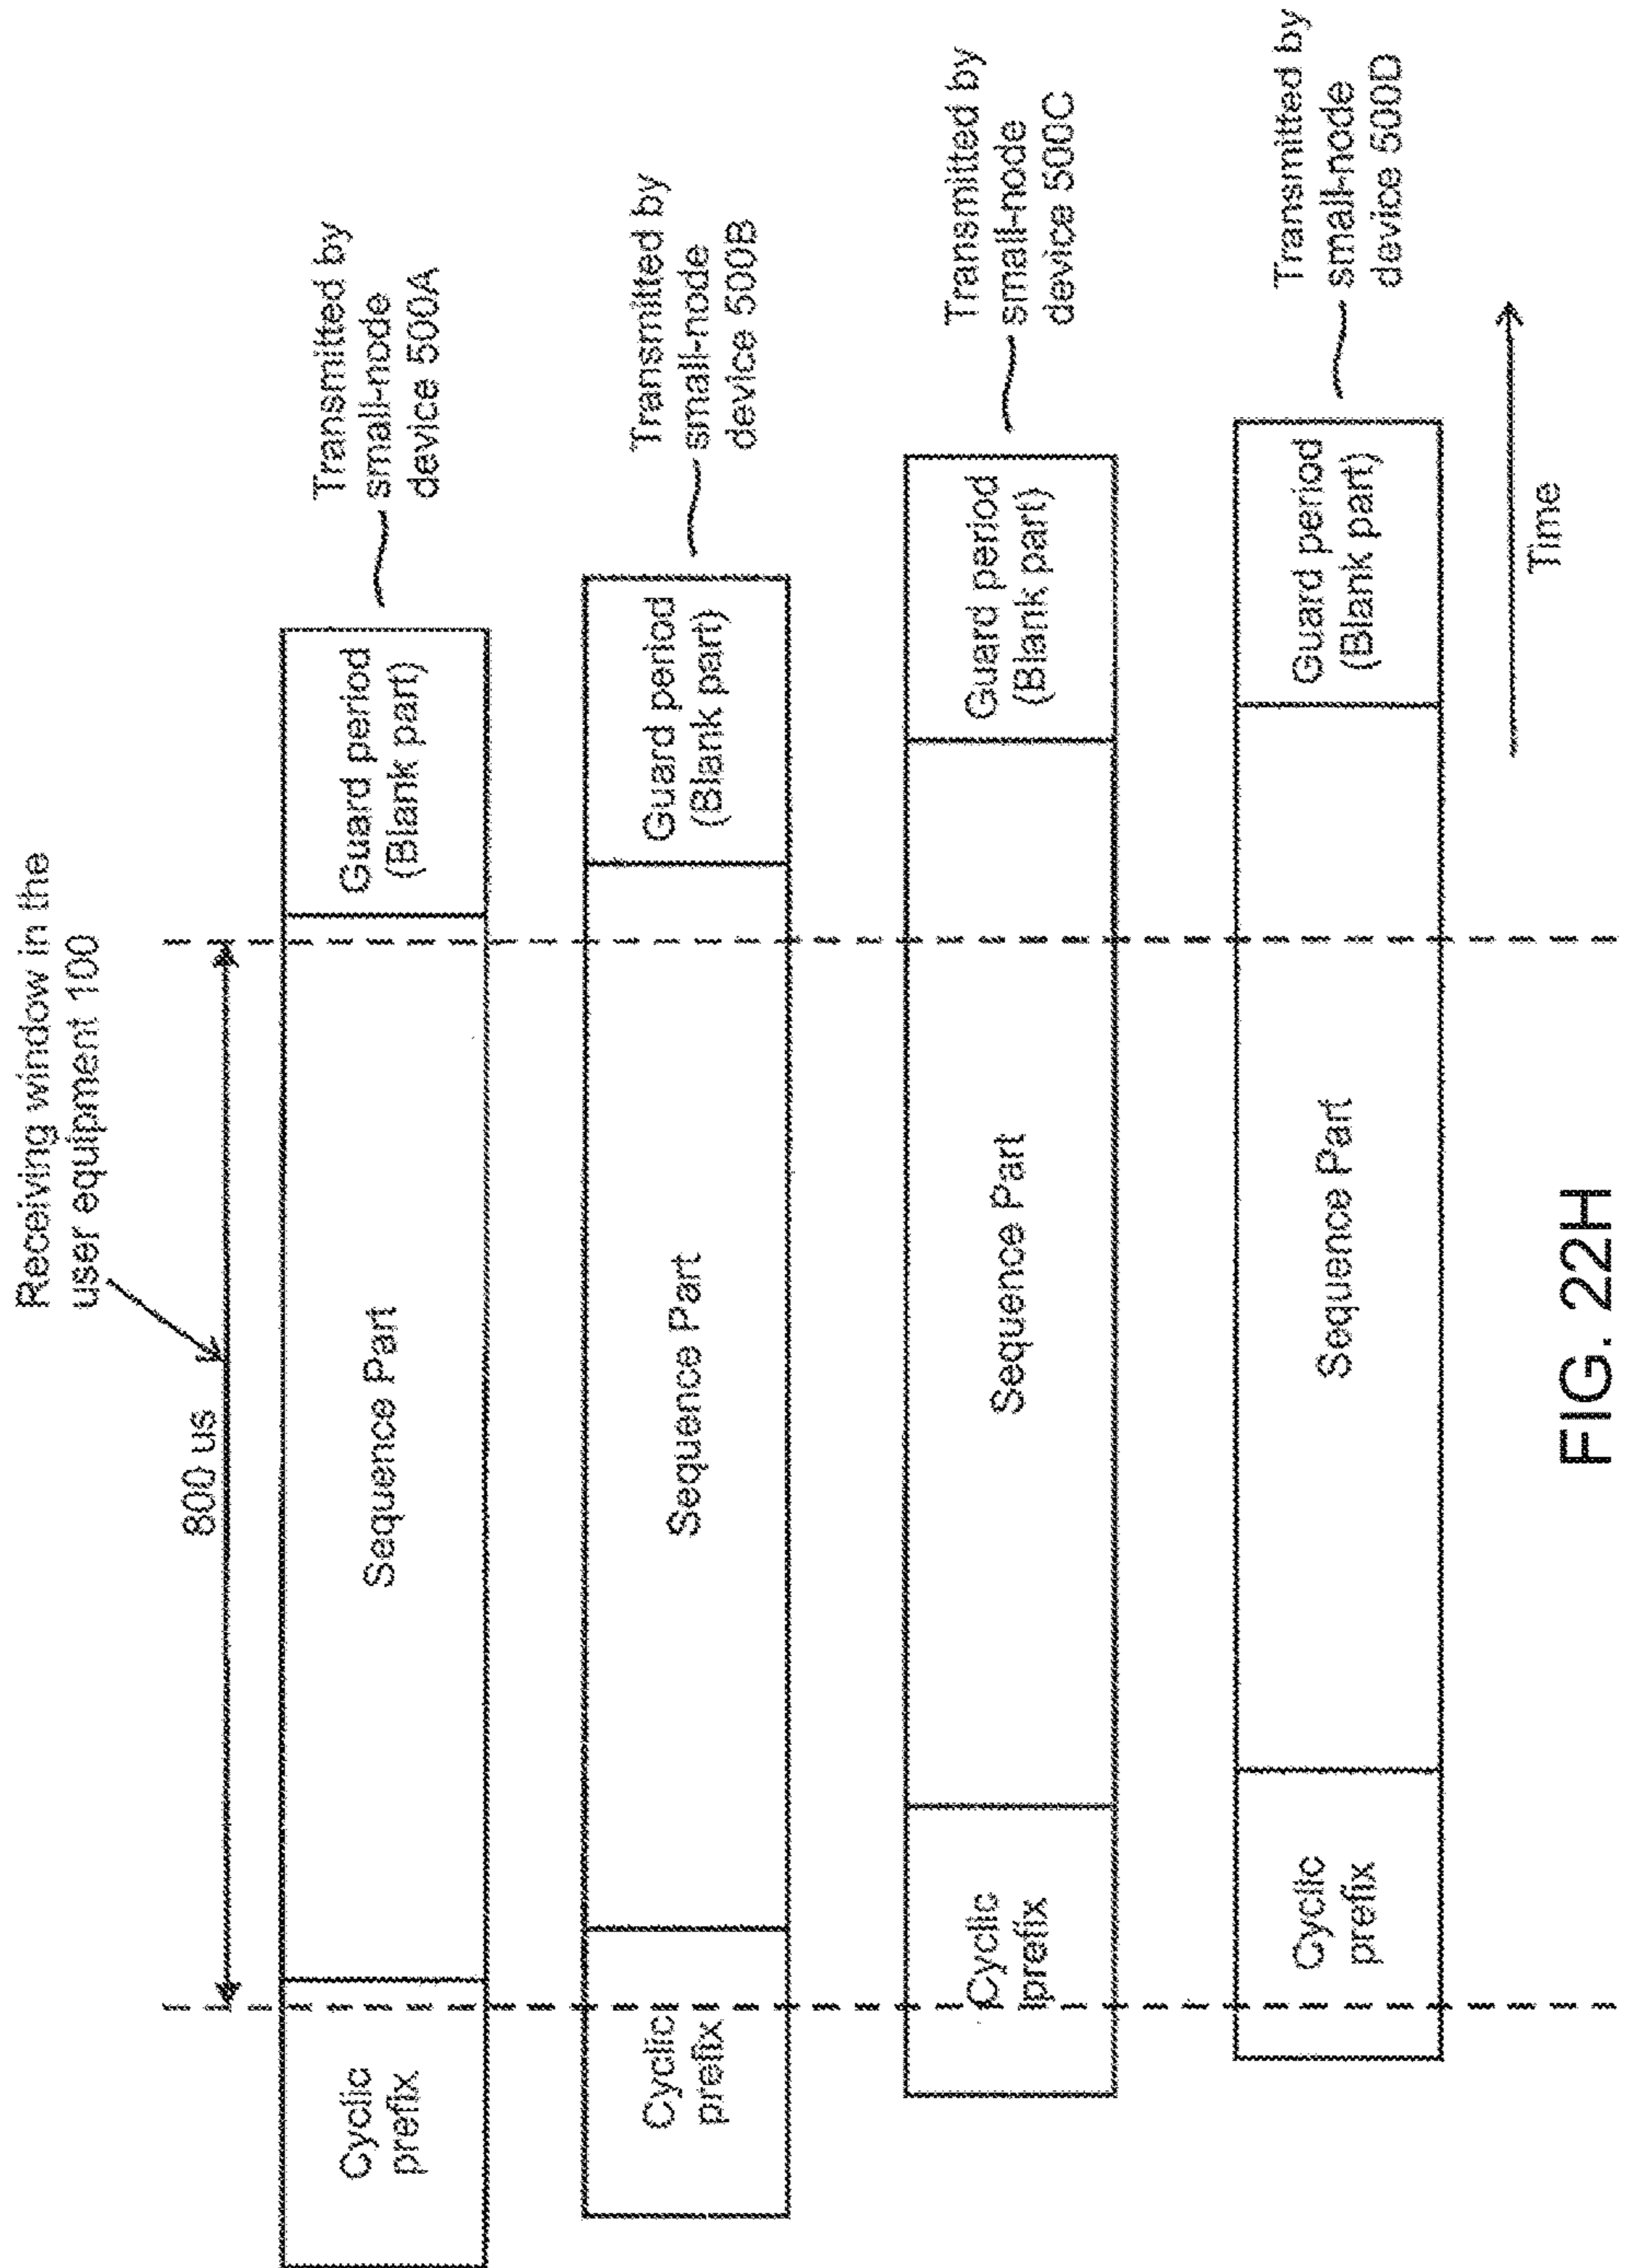 Receiving window in the
user equipment 100
800 us
Cyclic
prefix
Sequence Part
Guard period
(Blank part)
Transmitted by
small-node
device 500A
Cyclic
prefix
Sequence Part
Guard period
(Blank part)
Transmitted by
small-node
device 500B
Cyclic
prefix
Sequence Part
Guard period
(Blank part)
Transmitted by
small-node
device 500C
Cyclic
prefix
Sequence Part
Guard period
(Blank part)
Transmitted by
small-node
device 500D
Time
FIG. 22H